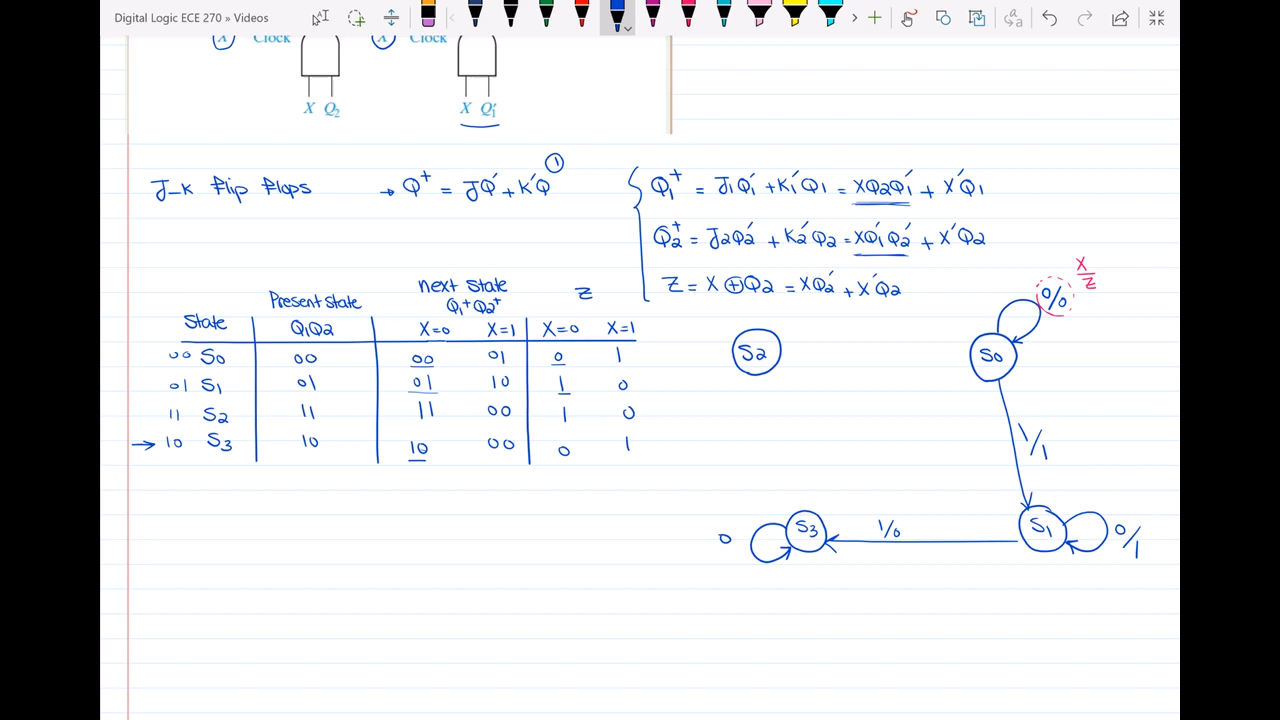 Digital Logic ECE 270 » Videos
X Clock X Clock
X Q2 X Q1′
J-K flip flops → Q⁺ = JQ′ + K′Q ①
Q1⁺ = J1Q1′ + K1′Q1 = XQ2Q1′ + X′Q1
Q2⁺ = J2Q2′ + K2′Q2 = XQ1′Q2′ + X′Q2
Z = X ⊕ Q2 = XQ2′ + X′Q2
Present state next state Z
State Q1Q2 Q1⁺Q2⁺
X=0 X=1 X=0 X=1
00 S0 00 00 01 0 1
01 S1 01 01 10 1 0
11 S2 11 11 00 1 0
→ 10 S3 10 10 00 0 1
X/Z
0/0
S2 S0
1/1
S3 1/0 S1 0/1
0